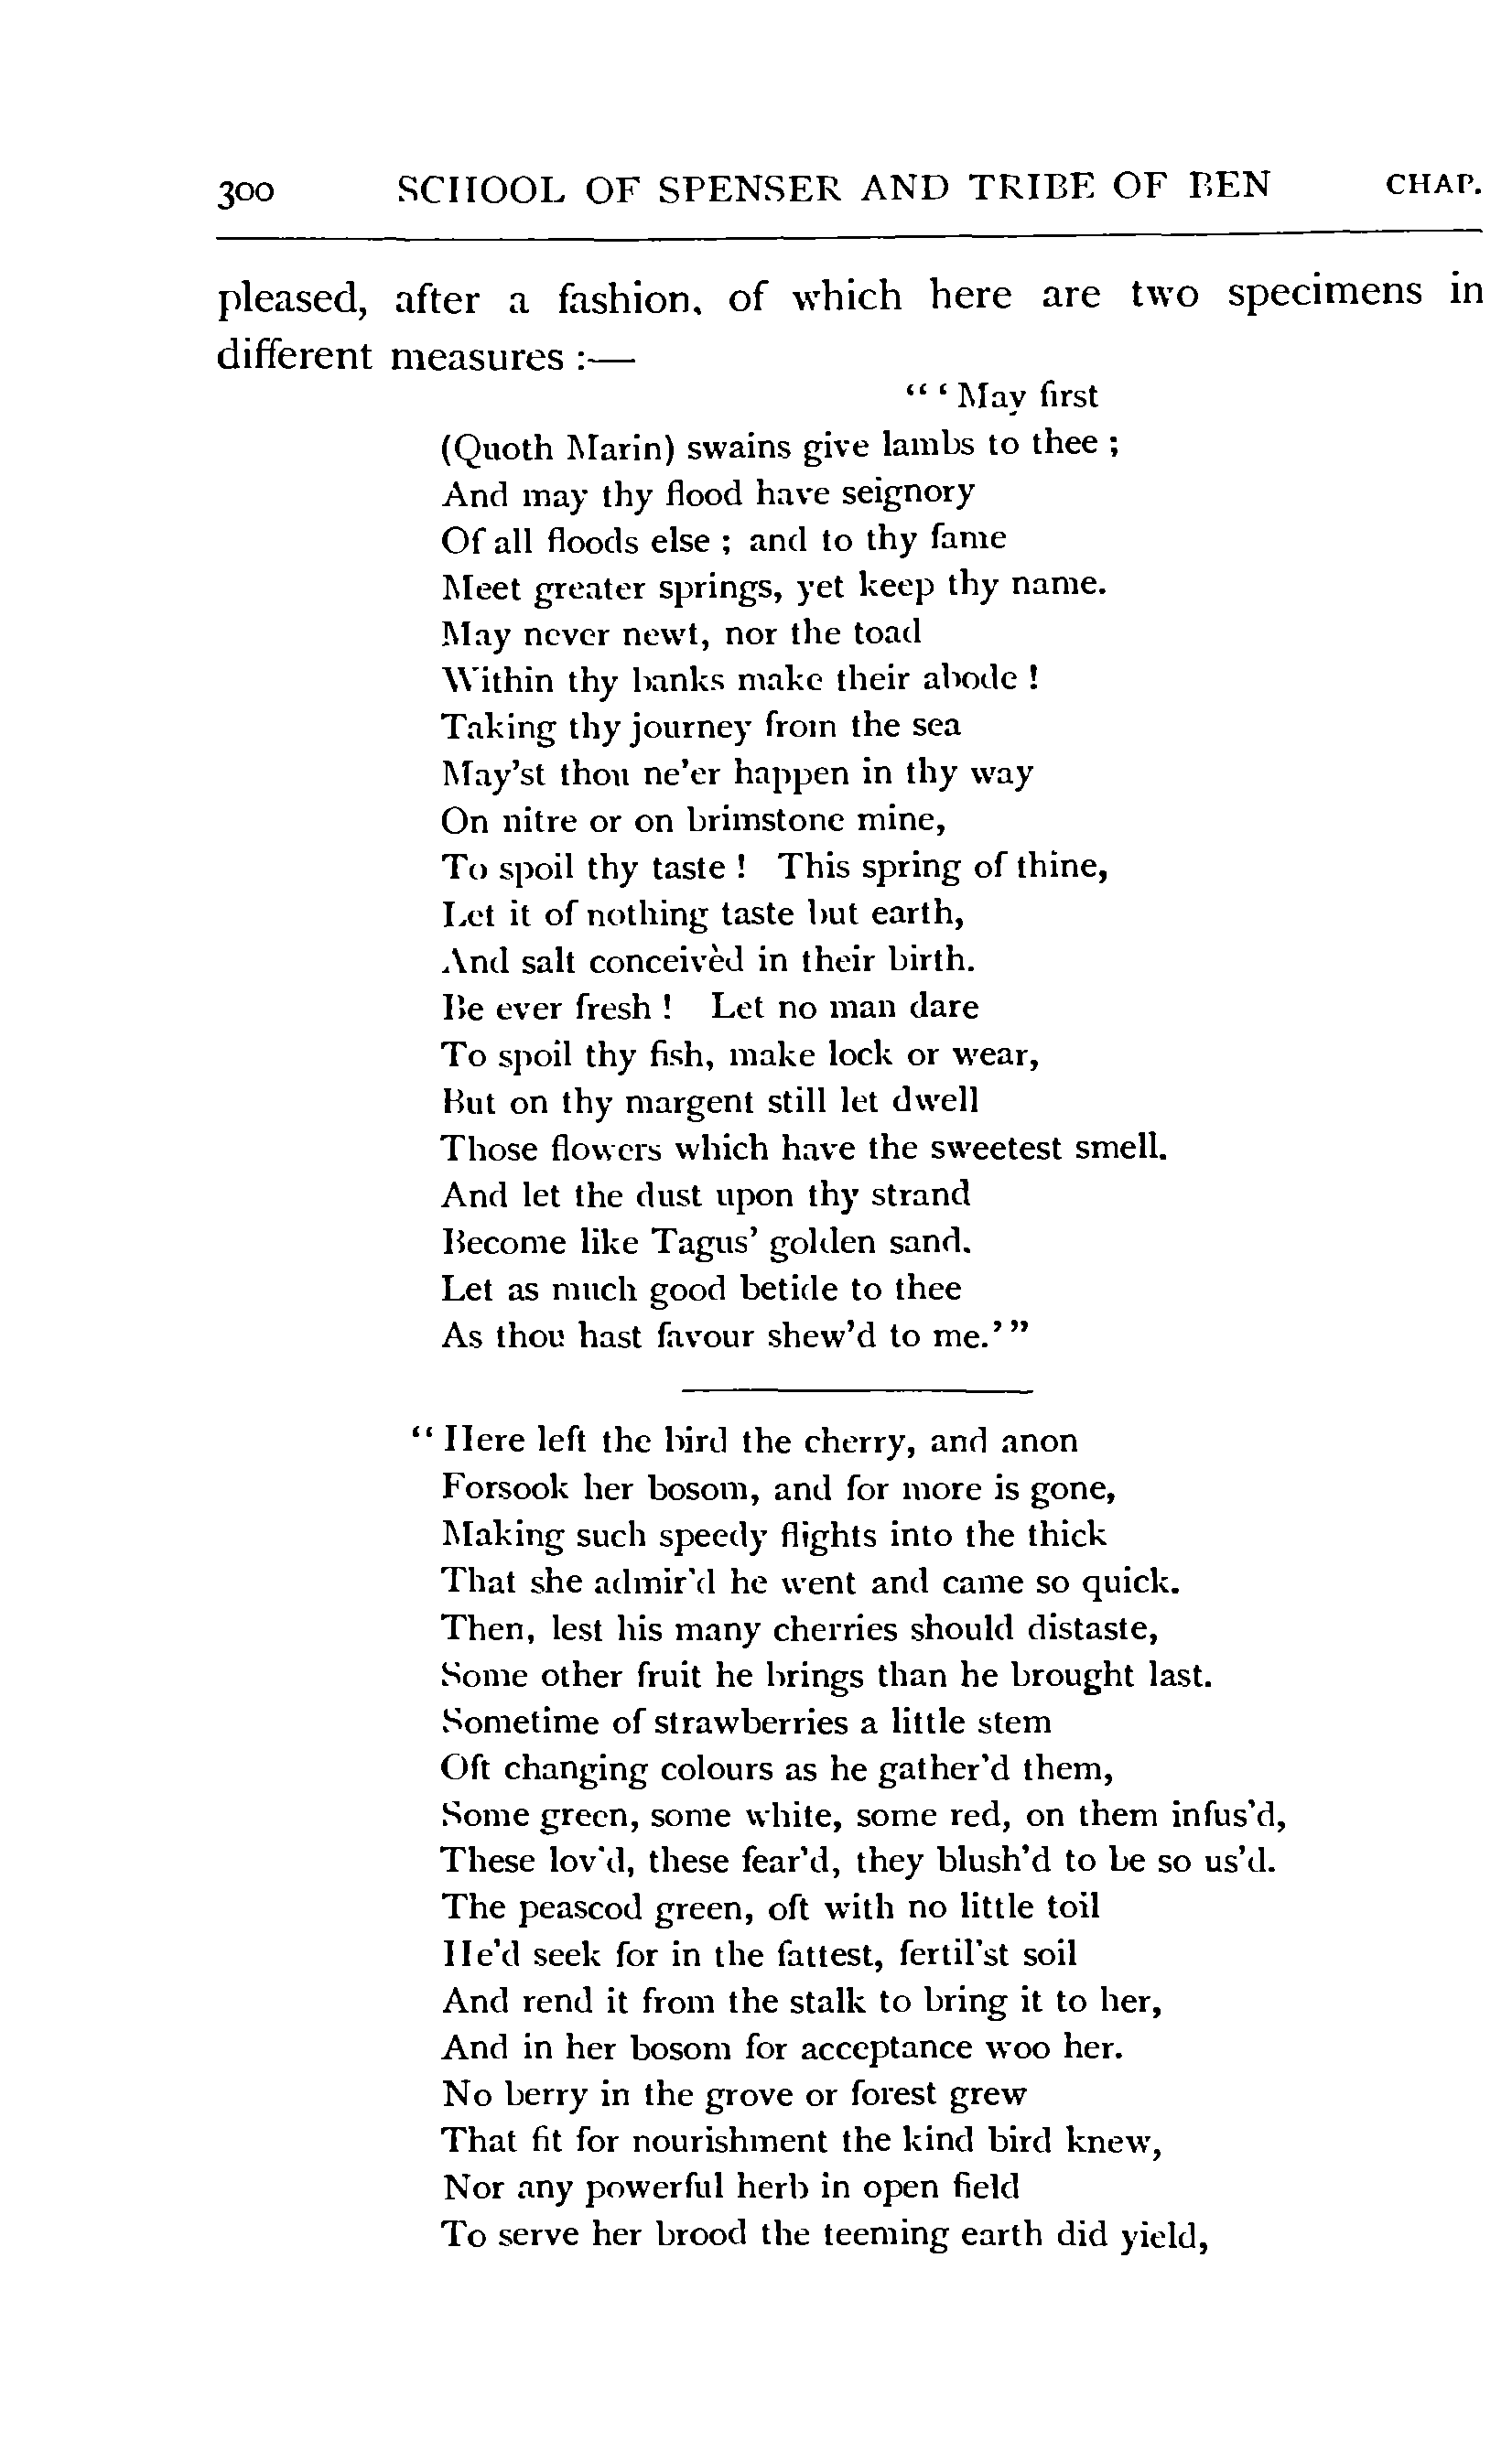 300 SCHOOL OF SPENSER AND TRIBE OF BEN CHAP.
pleased, after a fashion, of which here are two specimens in
different measures :—
“ ‘ May first
(Quoth Marin) swains give lambs to thee ;
And may thy flood have seignory
Of all floods else ; and to thy fame
Meet greater springs, yet keep thy name.
May never newt, nor the toad
Within thy banks make their abode !
Taking thy journey from the sea
May’st thou ne’er happen in thy way
On nitre or on brimstone mine,
To spoil thy taste ! This spring of thine,
Let it of nothing taste but earth,
And salt conceivèd in their birth.
Be ever fresh ! Let no man dare
To spoil thy fish, make lock or wear,
But on thy margent still let dwell
Those flowers which have the sweetest smell.
And let the dust upon thy strand
Become like Tagus’ golden sand.
Let as much good betide to thee
As thou hast favour shew’d to me.’ ”
“ Here left the bird the cherry, and anon
Forsook her bosom, and for more is gone,
Making such speedy flights into the thick
That she admir’d he went and came so quick.
Then, lest his many cherries should distaste,
Some other fruit he brings than he brought last.
Sometime of strawberries a little stem
Oft changing colours as he gather’d them,
Some green, some white, some red, on them infus’d,
These lov’d, these fear’d, they blush’d to be so us’d.
The peascod green, oft with no little toil
He’d seek for in the fattest, fertil’st soil
And rend it from the stalk to bring it to her,
And in her bosom for acceptance woo her.
No berry in the grove or forest grew
That fit for nourishment the kind bird knew,
Nor any powerful herb in open field
To serve her brood the teeming earth did yield,